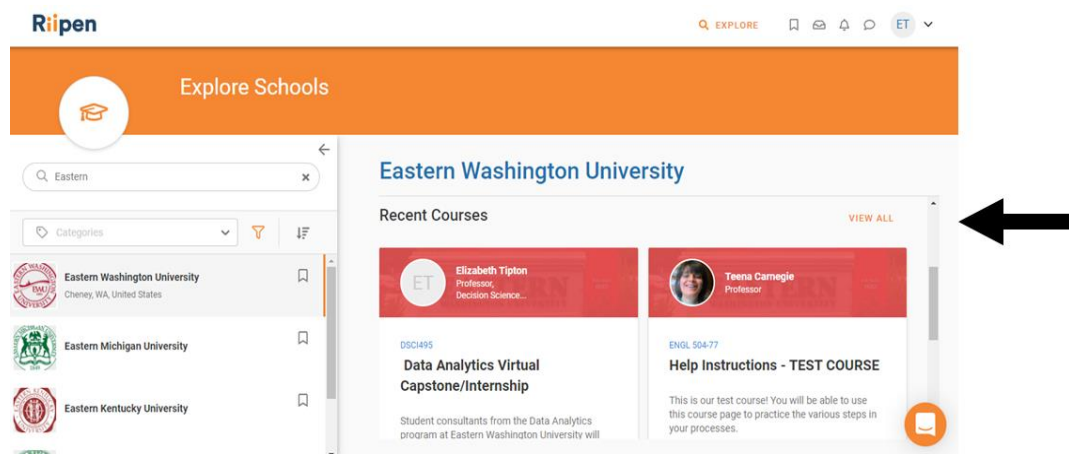 Riipen
EXPLORE
ET
Explore Schools
Eastern
Categories
Eastern Washington University
Cheney, WA, United States
Eastern Michigan University
Eastern Kentucky University
Eastern Washington University
Recent Courses
VIEW ALL
ET
Elizabeth Tipton
Professor,
Decision Science...
DSCI495
Data Analytics Virtual
Capstone/Internship
Student consultants from the Data Analytics
program at Eastern Washington University will
Teena Carnegie
Professor
ENGL 504-77
Help Instructions - TEST COURSE
This is our test course! You will be able to use
this course page to practice the various steps in
your processes.